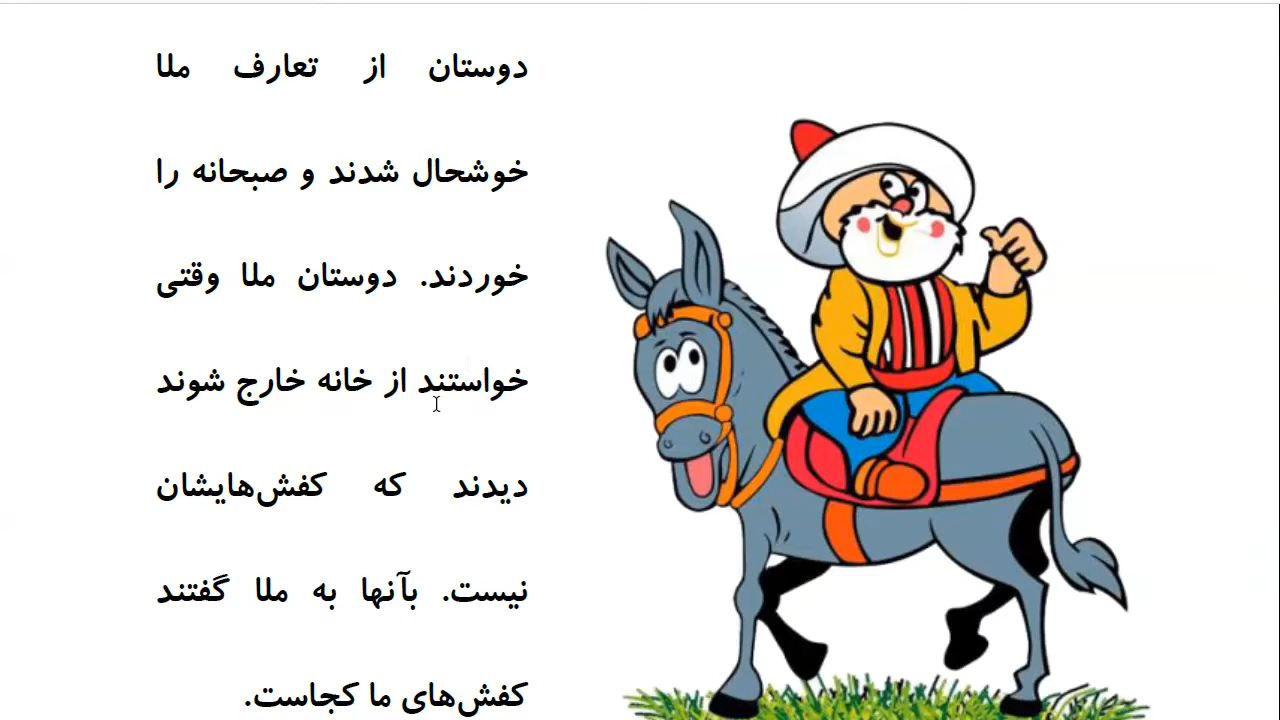 دوستان از تعارف ملا
خوشحال شدند و صبحانه را
خوردند. دوستان ملا وقتی
خواستند از خانه خارج شوند
دیدند که کفش‌هایشان
نیست. بآنها به ملا گفتند
کفش‌های ما کجاست.